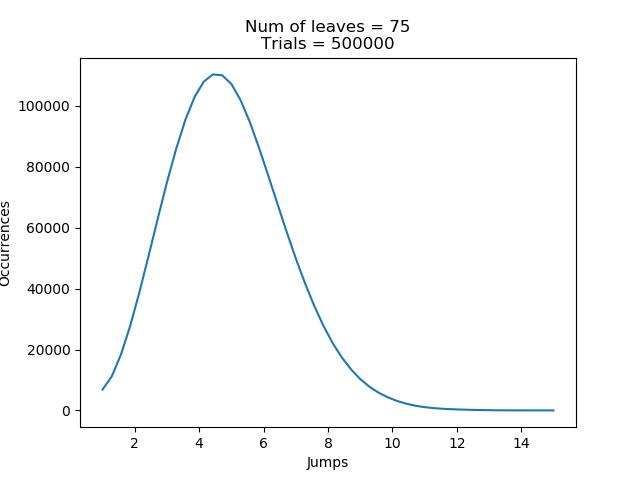 Num of leaves = 75
Trials = 500000
100000
80000
60000
40000
20000
0
Occurrences
2 4 6 8 10 12 14
Jumps